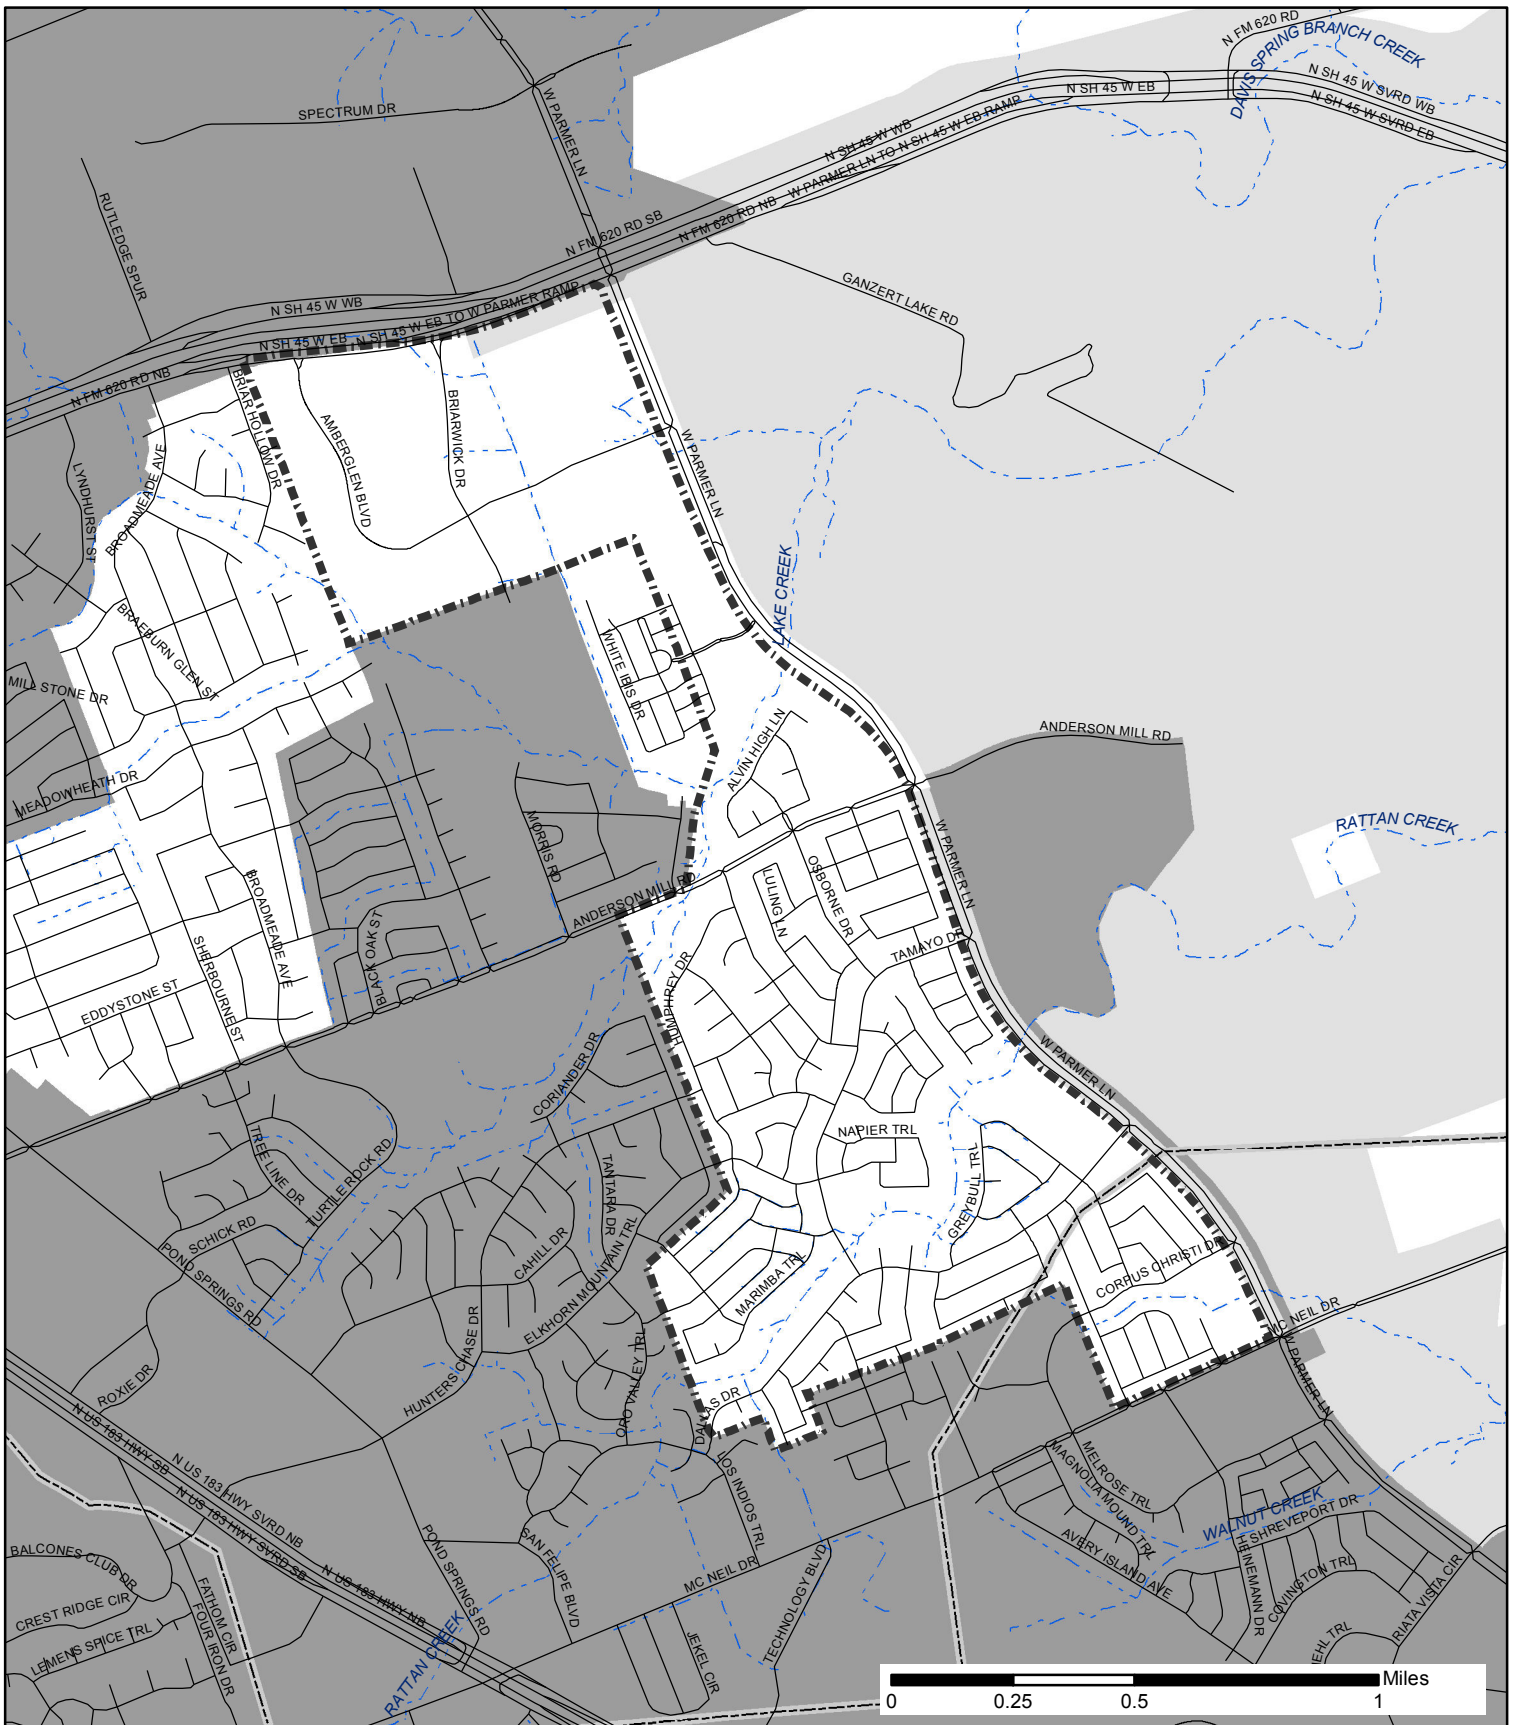 N FM 620 RD
DAVIS SPRING BRANCH CREEK
N SH 45 W SVRD WB
N SH 45 W EB
N SH 45 W SVRD EB
SPECTRUM DR
W PARMER LN
N SH 45 W WB
W PARMER LN TO N SH 45 W EB RAMP
RUTLEDGE SPUR
N FM 620 RD SB
N FM 620 RD NB
GANZERT LAKE RD
N SH 45 W WB
N SH 45 W EB TO W PARMER RAMP
N SH 45 W EB
N FM 620 RD NB
BRIAR HOLLOW DR
BRIARWICK DR
AMBERGLEN BLVD
W PARMER LN
LYNDHURST ST
BROADMEADE AVE
LAKE CREEK
BRAEBURN GLEN ST
WHITE IBIS DR
MILL STONE DR
ALVIN HIGH LN
ANDERSON MILL RD
MEADOWHEATH DR
MORRIS RD
W PARMER LN
RATTAN CREEK
OSBORNE DR
LULING LN
ANDERSON MILL RD
BROADMEADE AVE
BLACK OAK ST
SHERBOURNE ST
TAMAYO DR
HUMPHREY DR
EDDYSTONE ST
W PARMER LN
CORIANDER DR
NAPIER TRL
TREE LINE DR
TURTLE ROCK RD
TANTARA DR
GREYBULL TRL
SCHICK RD
POND SPRINGS RD
CAHILL DR
ELKHORN MOUNTAIN TRL
MARIMBA TRL
CORPUS CHRISTI DR
MC NEIL DR
HUNTERS CHASE DR
ORO VALLEY TRL
ROXIE DR
DALLAS DR
W PARMER LN
N US 183 HWY SB
N US 183 HWY SVRD NB
LOS INDIOS TRL
MELROSE TRL
MAGNOLIA MOUND TRL
N US 183 HWY SVRD SB
WALNUT CREEK
SHREVEPORT DR
POND SPRINGS RD
SAN FELIPE BLVD
AVERY ISLAND AVE
HEINEMANN DR
BALCONES CLUB DR
FATHOM CIR
N US 183 HWY NB
MC NEIL DR
TECHNOLOGY BLVD
COVINGTON TRL
RIATA VISTA CIR
CREST RIDGE CIR
FOUR IRON DR
LEMENS SPICE TRL
RATTAN CREEK
JEKEL CIR
EHL TRL
Miles
0 0.25 0.5 1